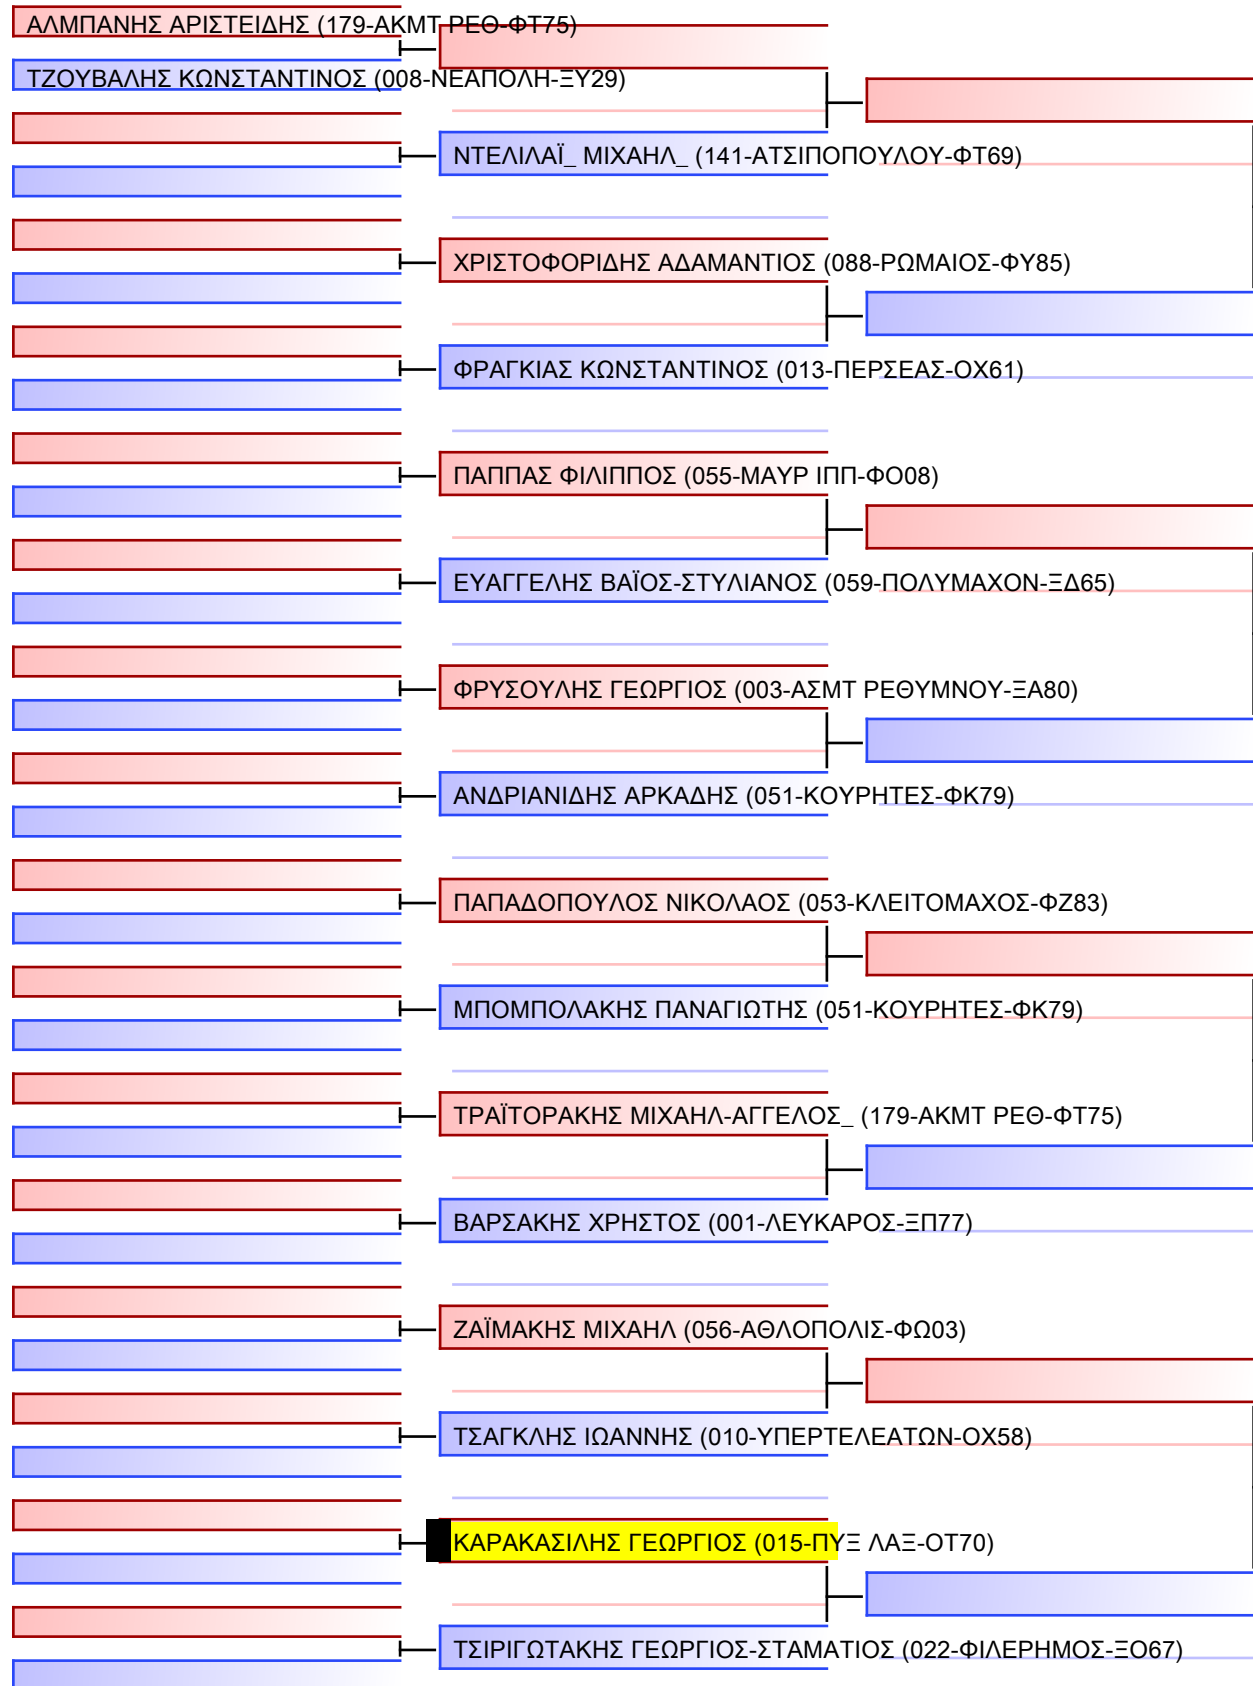 ΑΛΜΠΑΝΗΣ ΑΡΙΣΤΕΙΔΗΣ (179-ΑΚΜΤ ΡΕΘ-ΦΤ75)
ΤΖΟΥΒΑΛΗΣ ΚΩΝΣΤΑΝΤΙΝΟΣ (008-ΝΕΑΠΟΛΗ-ΞΥ29)
ΝΤΕΛΙΛΑΪ_ ΜΙΧΑΗΛ_ (141-ΑΤΣΙΠΟΠΟΥΛΟΥ-ΦΤ69)
ΧΡΙΣΤΟΦΟΡΙΔΗΣ ΑΔΑΜΑΝΤΙΟΣ (088-ΡΩΜΑΙΟΣ-ΦΥ85)
ΦΡΑΓΚΙΑΣ ΚΩΝΣΤΑΝΤΙΝΟΣ (013-ΠΕΡΣΕΑΣ-ΟΧ61)
ΠΑΠΠΑΣ ΦΙΛΙΠΠΟΣ (055-ΜΑΥΡ ΙΠΠ-ΦΟ08)
ΕΥΑΓΓΕΛΗΣ ΒΑΪΟΣ-ΣΤΥΛΙΑΝΟΣ (059-ΠΟΛΥΜΑΧΟΝ-ΞΔ65)
ΦΡΥΣΟΥΛΗΣ ΓΕΩΡΓΙΟΣ (003-ΑΣΜΤ ΡΕΘΥΜΝΟΥ-ΞΑ80)
ΑΝΔΡΙΑΝΙΔΗΣ ΑΡΚΑΔΗΣ (051-ΚΟΥΡΗΤΕΣ-ΦΚ79)
ΠΑΠΑΔΟΠΟΥΛΟΣ ΝΙΚΟΛΑΟΣ (053-ΚΛΕΙΤΟΜΑΧΟΣ-ΦΖ83)
ΜΠΟΜΠΟΛΑΚΗΣ ΠΑΝΑΓΙΩΤΗΣ (051-ΚΟΥΡΗΤΕΣ-ΦΚ79)
ΤΡΑΪΤΟΡΑΚΗΣ ΜΙΧΑΗΛ-ΑΓΓΕΛΟΣ_ (179-ΑΚΜΤ ΡΕΘ-ΦΤ75)
ΒΑΡΣΑΚΗΣ ΧΡΗΣΤΟΣ (001-ΛΕΥΚΑΡΟΣ-ΞΠ77)
ΖΑΪΜΑΚΗΣ ΜΙΧΑΗΛ (056-ΑΘΛΟΠΟΛΙΣ-ΦΩ03)
ΤΣΑΓΚΛΗΣ ΙΩΑΝΝΗΣ (010-ΥΠΕΡΤΕΛΕΑΤΩΝ-ΟΧ58)
ΚΑΡΑΚΑΣΙΛΗΣ ΓΕΩΡΓΙΟΣ (015-ΠΥΞ ΛΑΞ-ΟΤ70)
ΤΣΙΡΙΓΩΤΑΚΗΣ ΓΕΩΡΓΙΟΣ-ΣΤΑΜΑΤΙΟΣ (022-ΦΙΛΕΡΗΜΟΣ-ΞΟ67)